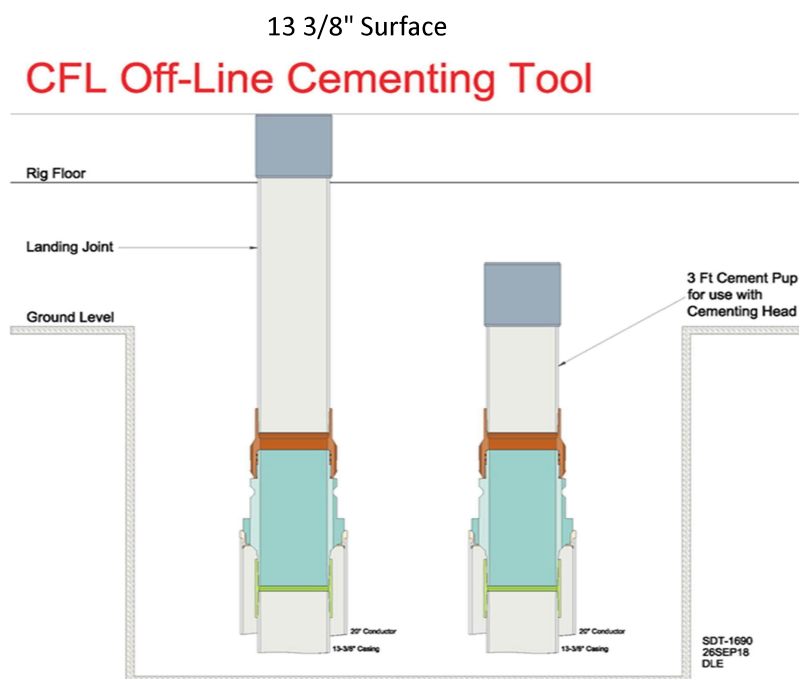 13 3/8" Surface
CFL Off-Line Cementing Tool
Rig Floor
Landing Joint
Ground Level
3 Ft Cement Pup
for use with
Cementing Head
20" Conductor
13-3/8" Casing
20" Conductor
13-3/8" Casing
SDT-1690
26SEP18
DLE